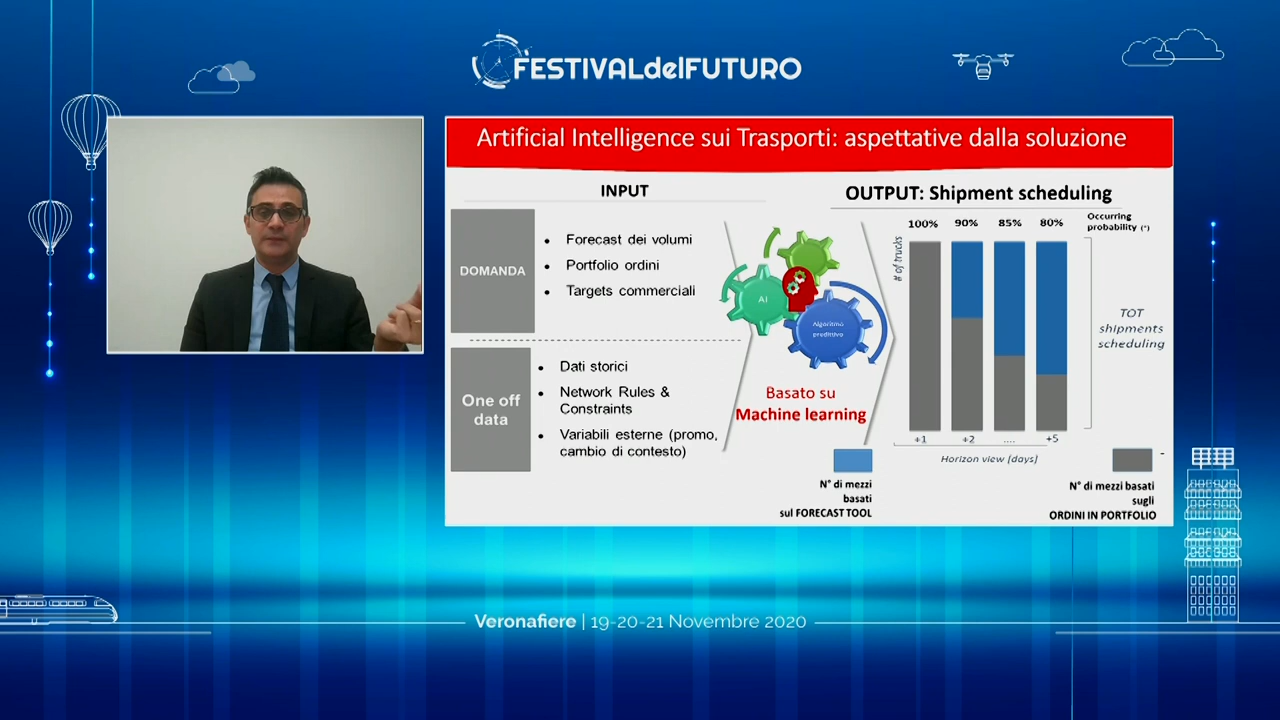 FESTIVALdelFUTURO
Artificial Intelligence sui Trasporti: aspettative dalla soluzione
INPUT
DOMANDA
• Forecast dei volumi
• Portfolio ordini
• Targets commerciali
One off
data
• Dati storici
• Network Rules &
Constraints
• Variabili esterne (promo,
cambio di contesto)
AI
Algoritmo
predittivo
Basato su
Machine learning
OUTPUT: Shipment scheduling
100% 90% 85% 80%
Occurring
probability (*)
# of trucks
TOT
shipments
scheduling
+1 +2 .... +5
Horizon view [days]
N° di mezzi
basati
sul FORECAST TOOL
-
N° di mezzi basati
sugli
ORDINI IN PORTFOLIO
Veronafiere | 19-20-21 Novembre 2020